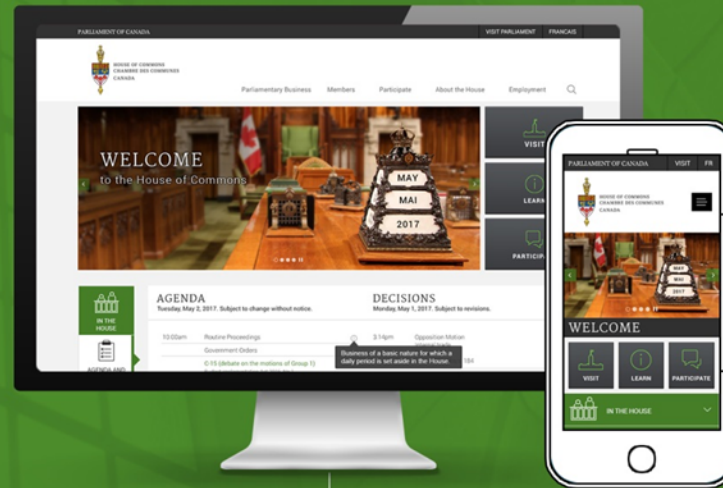 PARLIAMENT OF CANADA
VISIT PARLIAMENT FRANCAIS
HOUSE OF COMMONS
CHAMBRE DES COMMUNES
CANADA
Parliamentary Business Members Participate About the House Employment
WELCOME
to the House of Commons
MAY
MAI
2017
VISIT
LEARN
IN THE
HOUSE
AGENDA
Tuesday, May 2, 2017. Subject to change without notice.
DECISIONS
Monday, May 1, 2017. Subject to revisions.
10:00am Routine Proceedings
Government Orders
C-15 (debate on the motions of Group 1)
3:14pm Opposition Motion
Business of a basic nature for which a
daily period is set aside in the House.
184
AGENDA AND
PARLIAMENT OF CANADA VISIT FR
HOUSE OF COMMONS
CHAMBRE DES COMMUNES
CANADA
MAY
MAI
2017
WELCOME
VISIT LEARN PARTICIPATE
IN THE HOUSE